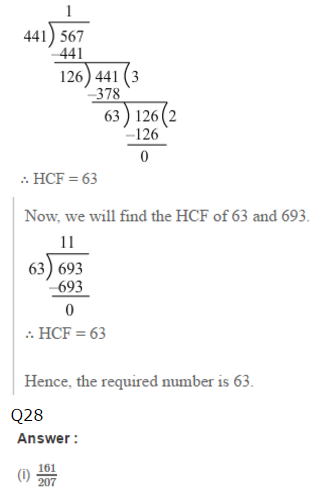 1
441 ) 567
–441
126 ) 441 ( 3
–378
63 ) 126 ( 2
–126
0
∴ HCF = 63
Now, we will find the HCF of 63 and 693.
11
63 ) 693
–693
0
∴ HCF = 63
Hence, the required number is 63.
Q28
Answer :
(i) 161/207